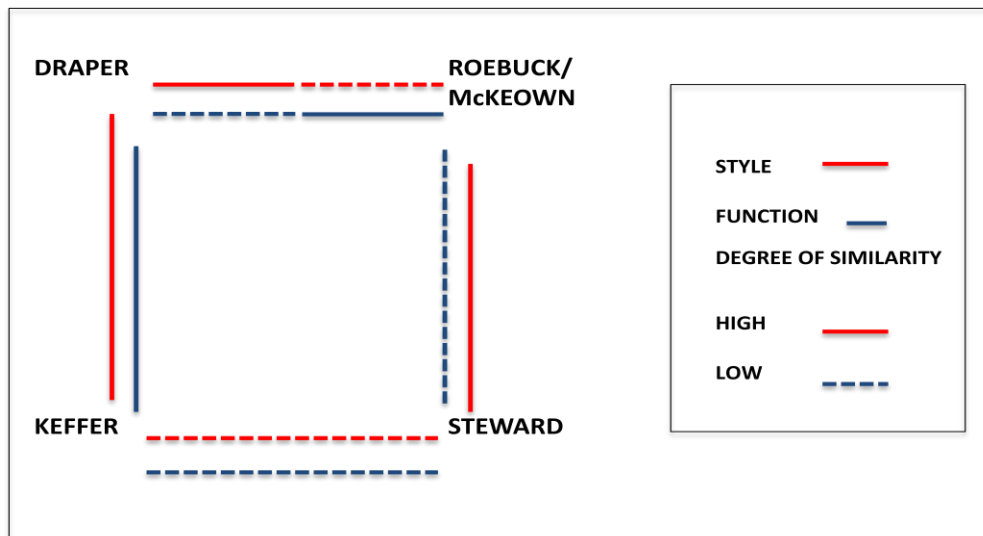 DRAPER
ROEBUCK/
McKEOWN
STYLE
FUNCTION
DEGREE OF SIMILARITY
HIGH
LOW
KEFFER
STEWARD